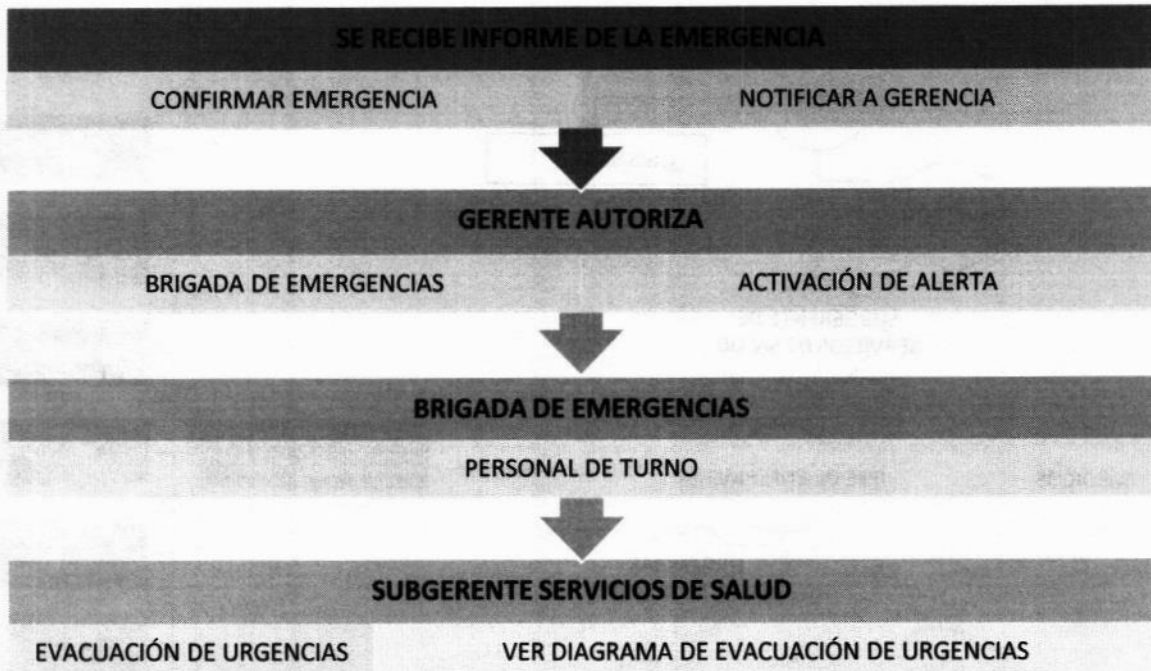 SE RECIBE INFORME DE LA EMERGENCIA
CONFIRMAR EMERGENCIA NOTIFICAR A GERENCIA
GERENTE AUTORIZA
BRIGADA DE EMERGENCIAS ACTIVACIÓN DE ALERTA
BRIGADA DE EMERGENCIAS
PERSONAL DE TURNO
SUBGERENTE SERVICIOS DE SALUD
EVACUACIÓN DE URGENCIAS VER DIAGRAMA DE EVACUACIÓN DE URGENCIAS